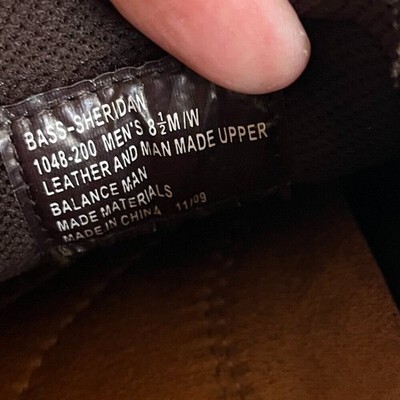 BASS-SHERIDAN
1048-200 MEN'S 8½M/W
LEATHER AND MAN MADE UPPER
BALANCE MAN
MADE MATERIALS
MADE IN CHINA 11/09